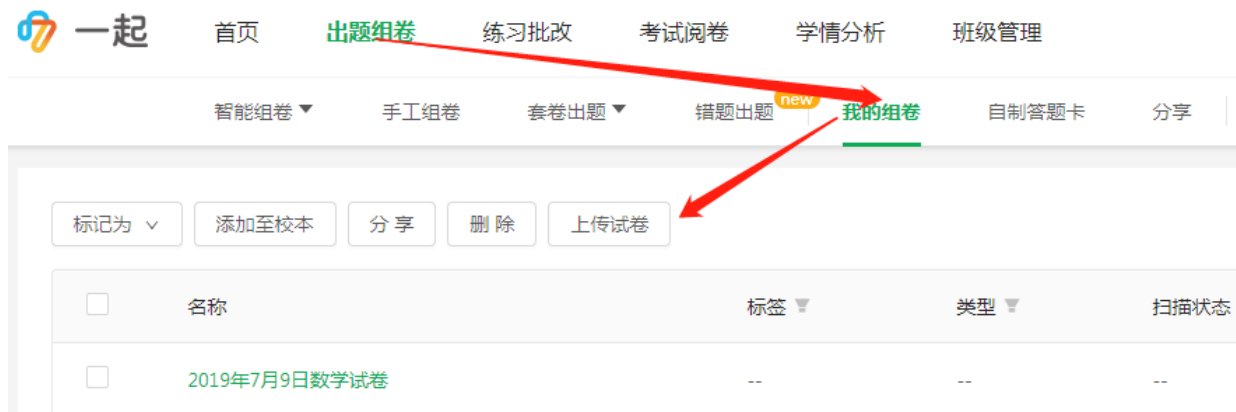 一起 首页 出题组卷 练习批改 考试阅卷 学情分析 班级管理
智能组卷 手工组卷 套卷出题 错题出题 new 我的组卷 自制答题卡 分享
标记为 添加至校本 分享 删除 上传试卷
名称 标签 类型 扫描状态
2019年7月9日数学试卷 -- -- --